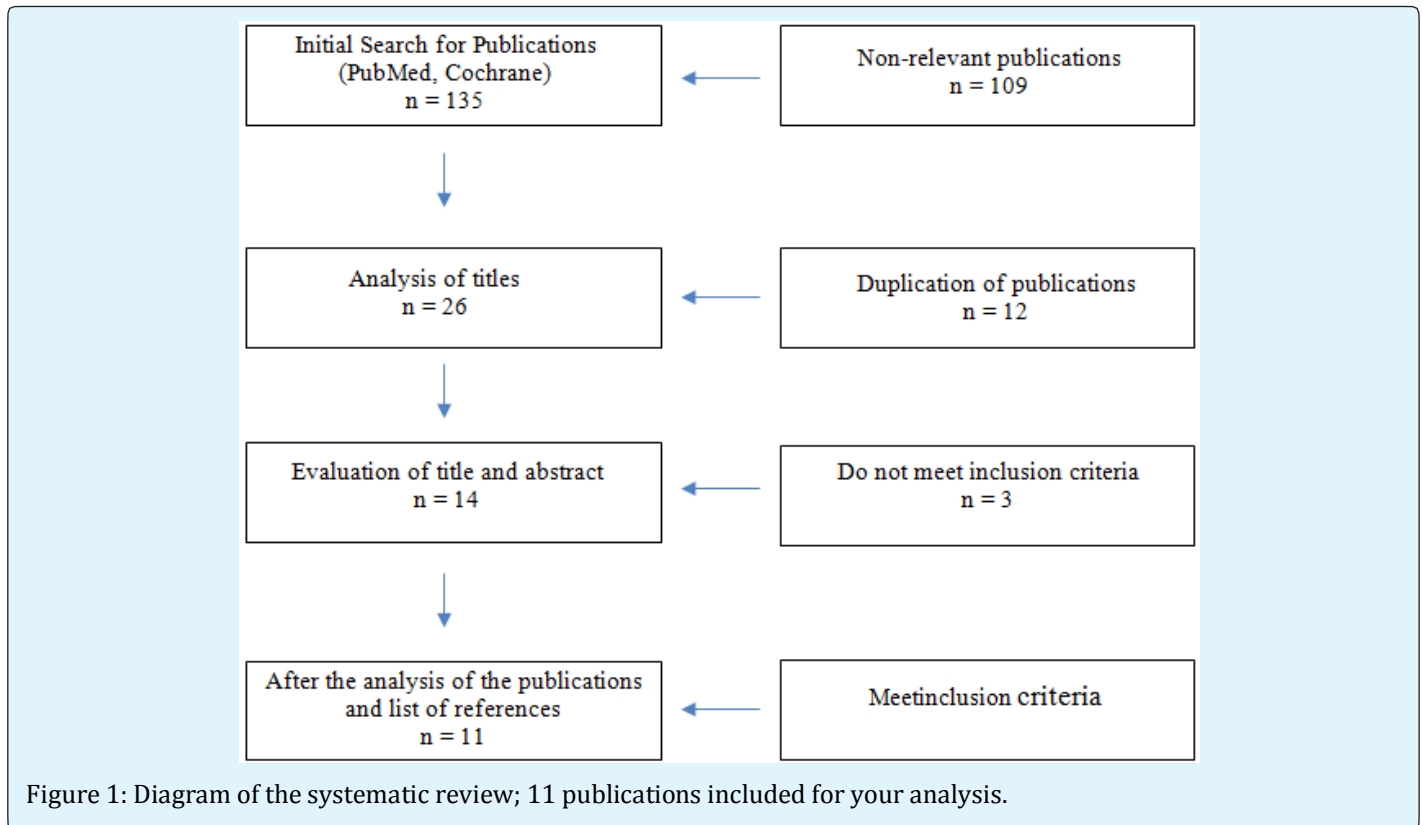 Initial Search for Publications
(PubMed, Cochrane)
n = 135
Non-relevant publications
n = 109
Analysis of titles
n = 26
Duplication of publications
n = 12
Evaluation of title and abstract
n = 14
Do not meet inclusion criteria
n = 3
After the analysis of the publications
and list of references
n = 11
Meetinclusion criteria
Figure 1: Diagram of the systematic review; 11 publications included for your analysis.